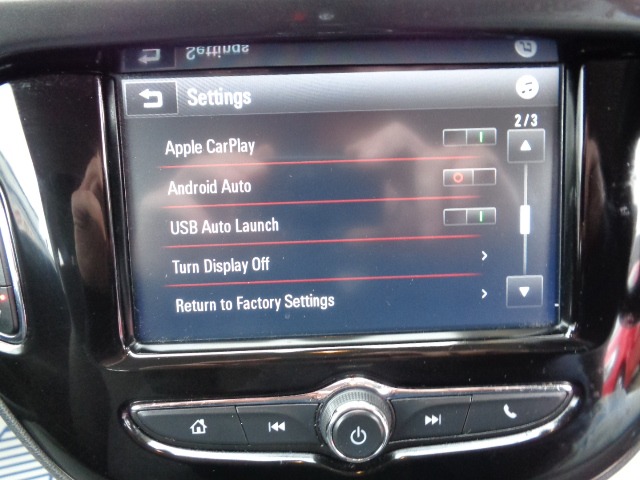 Settings
2/3
Apple CarPlay
Android Auto
USB Auto Launch
Turn Display Off
Return to Factory Settings